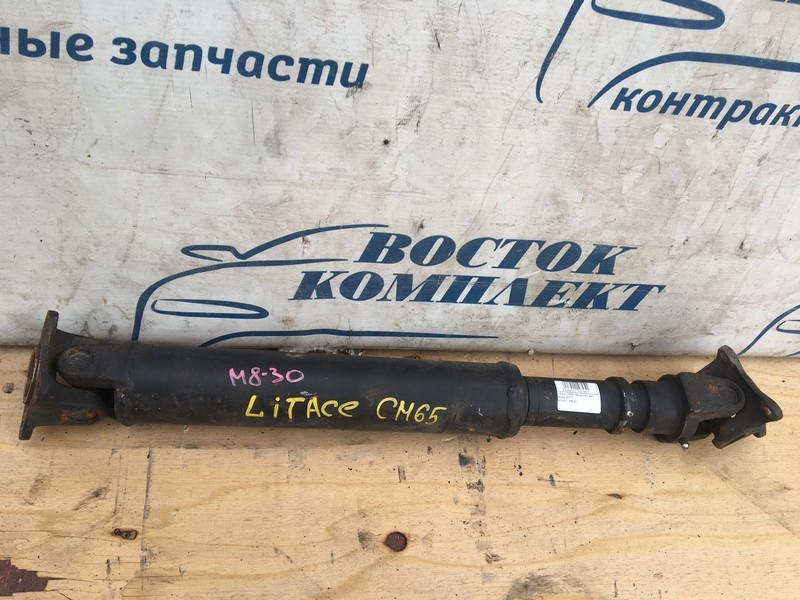 ные запчасти
контракт
ВОСТОК
КОМПЛЕКТ
M8-30
LiTAce CM65